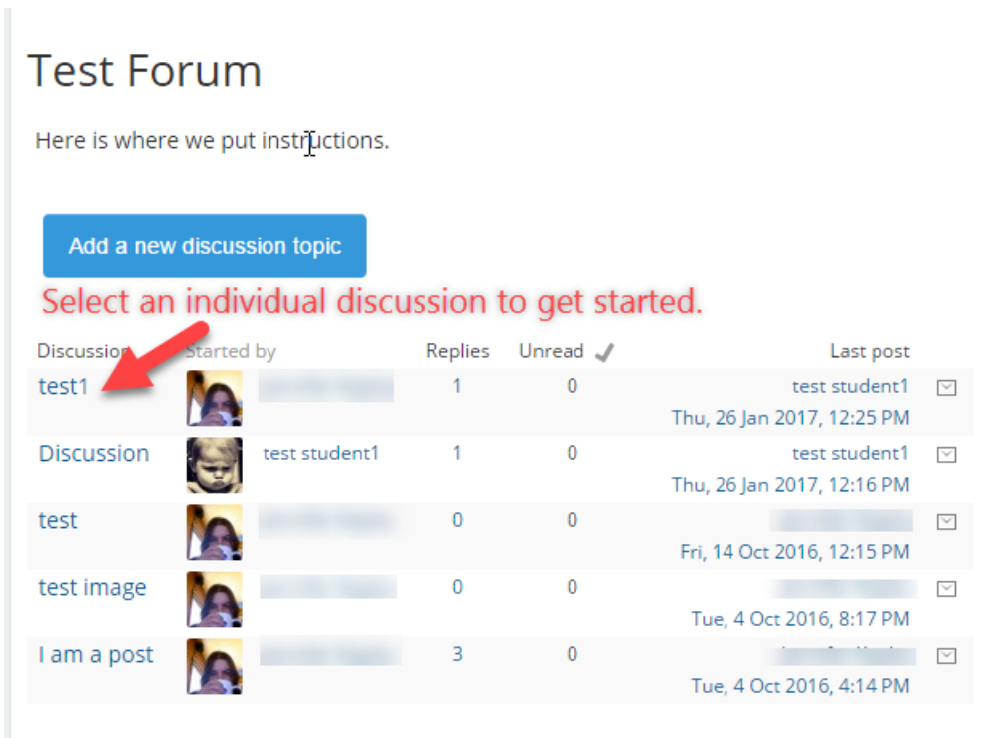 Test Forum
Here is where we put instructions.
Add a new discussion topic
Select an individual discussion to get started.
Discussion Started by Replies Unread Last post
test1 1 0 test student1
Thu, 26 Jan 2017, 12:25 PM
Discussion test student1 1 0 test student1
Thu, 26 Jan 2017, 12:16 PM
test 0 0
Fri, 14 Oct 2016, 12:15 PM
test image 0 0
Tue, 4 Oct 2016, 8:17 PM
I am a post 3 0
Tue, 4 Oct 2016, 4:14 PM